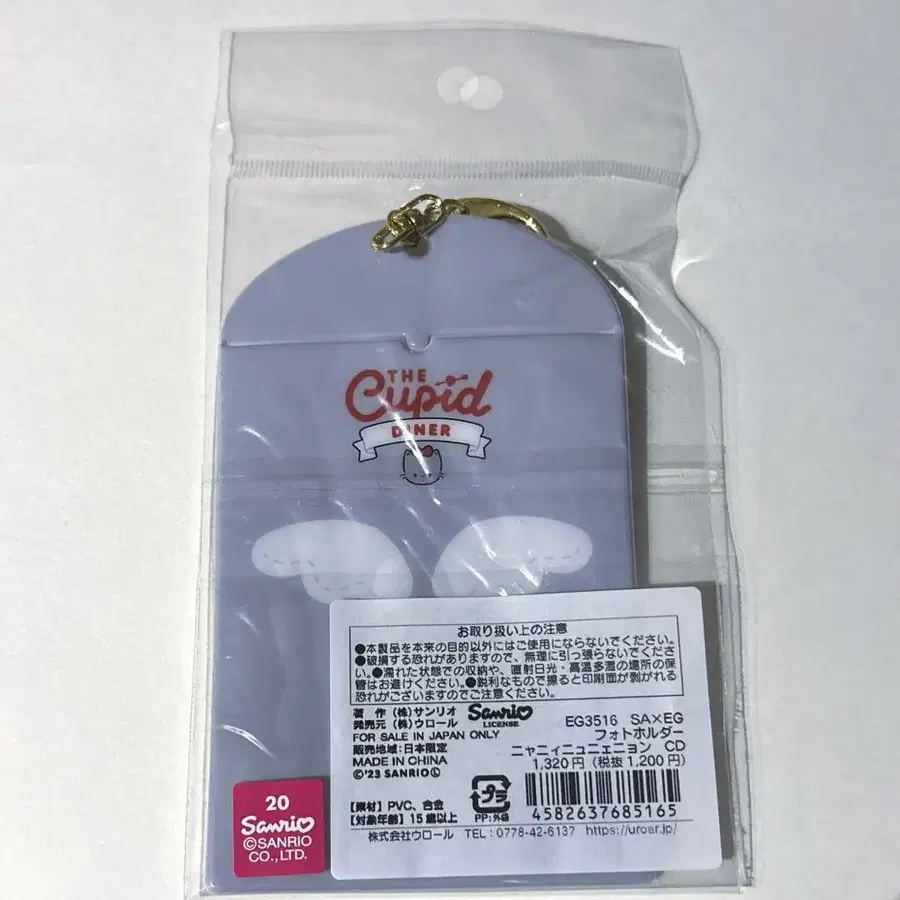 THE
Cupid
DINER
お取り扱い上の注意
●本製品を本来の目的以外にはご使用にならないでください。
●破損する恐れがありますので、無理に引っ張らないでくださ
い。●濡れた状態での収納や、直射日光・高温多湿の場所の保
管はお避けください。●鋭利なもので擦ると印刷面が剥がれる
恐れがございますのでご注意ください。
著 作 (株)サンリオ
発売元 (株)ウロール
Sanrio
LICENSE
FOR SALE IN JAPAN ONLY
販売地域:日本限定
MADE IN CHINA
©'23 SANRIO Ⓛ
EG3516 SA×EG
フォトホルダー
ニャニィニュニェニョン CD
1,320円(税抜1,200円)
【素材】PVC、合金
【対象年齢】15歳以上
プラ
PP:外袋
4582637685165
株式会社ウロール TEL:0778-42-6137 https://uroar.jp/
20
Sanrio
©SANRIO
CO.,LTD.